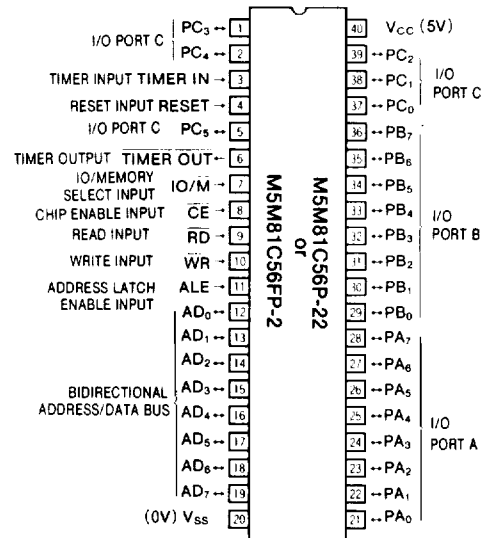 I/O PORT C
PC3 ↔ 1
PC4 ↔ 2
TIMER INPUT TIMER IN → 3
RESET INPUT RESET → 4
I/O PORT C PC5 ↔ 5
TIMER OUTPUT TIMER OUT ← 6
IO/MEMORY
SELECT INPUT IO/M̅ → 7
CHIP ENABLE INPUT C̅E̅ → 8
READ INPUT R̅D̅ → 9
WRITE INPUT W̅R̅ → 10
ADDRESS LATCH
ENABLE INPUT ALE → 11
BIDIRECTIONAL
ADDRESS/DATA BUS
AD0 ↔ 12
AD1 ↔ 13
AD2 ↔ 14
AD3 ↔ 15
AD4 ↔ 16
AD5 ↔ 17
AD6 ↔ 18
AD7 ↔ 19
(0V) VSS 20
M5M81C56P-22
or
M5M81C56FP-2
40 VCC (5V)
39 ↔ PC2
38 ↔ PC1
37 ↔ PC0
I/O
PORT C
36 ↔ PB7
35 ↔ PB6
34 ↔ PB5
33 ↔ PB4
32 ↔ PB3
31 ↔ PB2
30 ↔ PB1
29 ↔ PB0
I/O
PORT B
28 ↔ PA7
27 ↔ PA6
26 ↔ PA5
25 ↔ PA4
24 ↔ PA3
23 ↔ PA2
22 ↔ PA1
21 ↔ PA0
I/O
PORT A